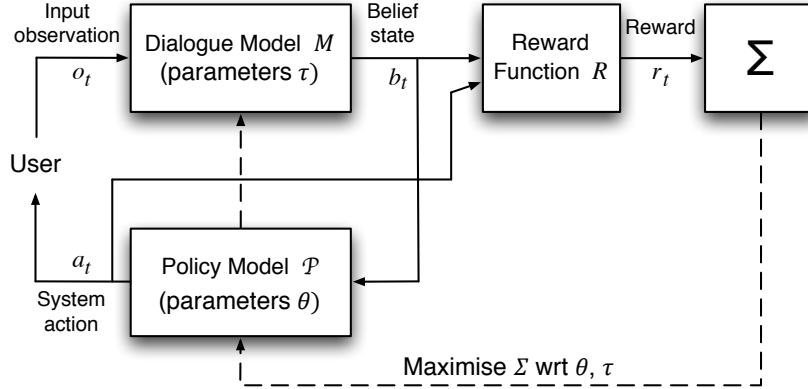 Input
observation
o_t
Dialogue Model M
(parameters τ)
Belief
state
b_t
Reward
Function R
Reward
r_t
Σ
User
a_t
System
action
Policy Model 𝒫
(parameters θ)
Maximise Σ wrt θ, τ